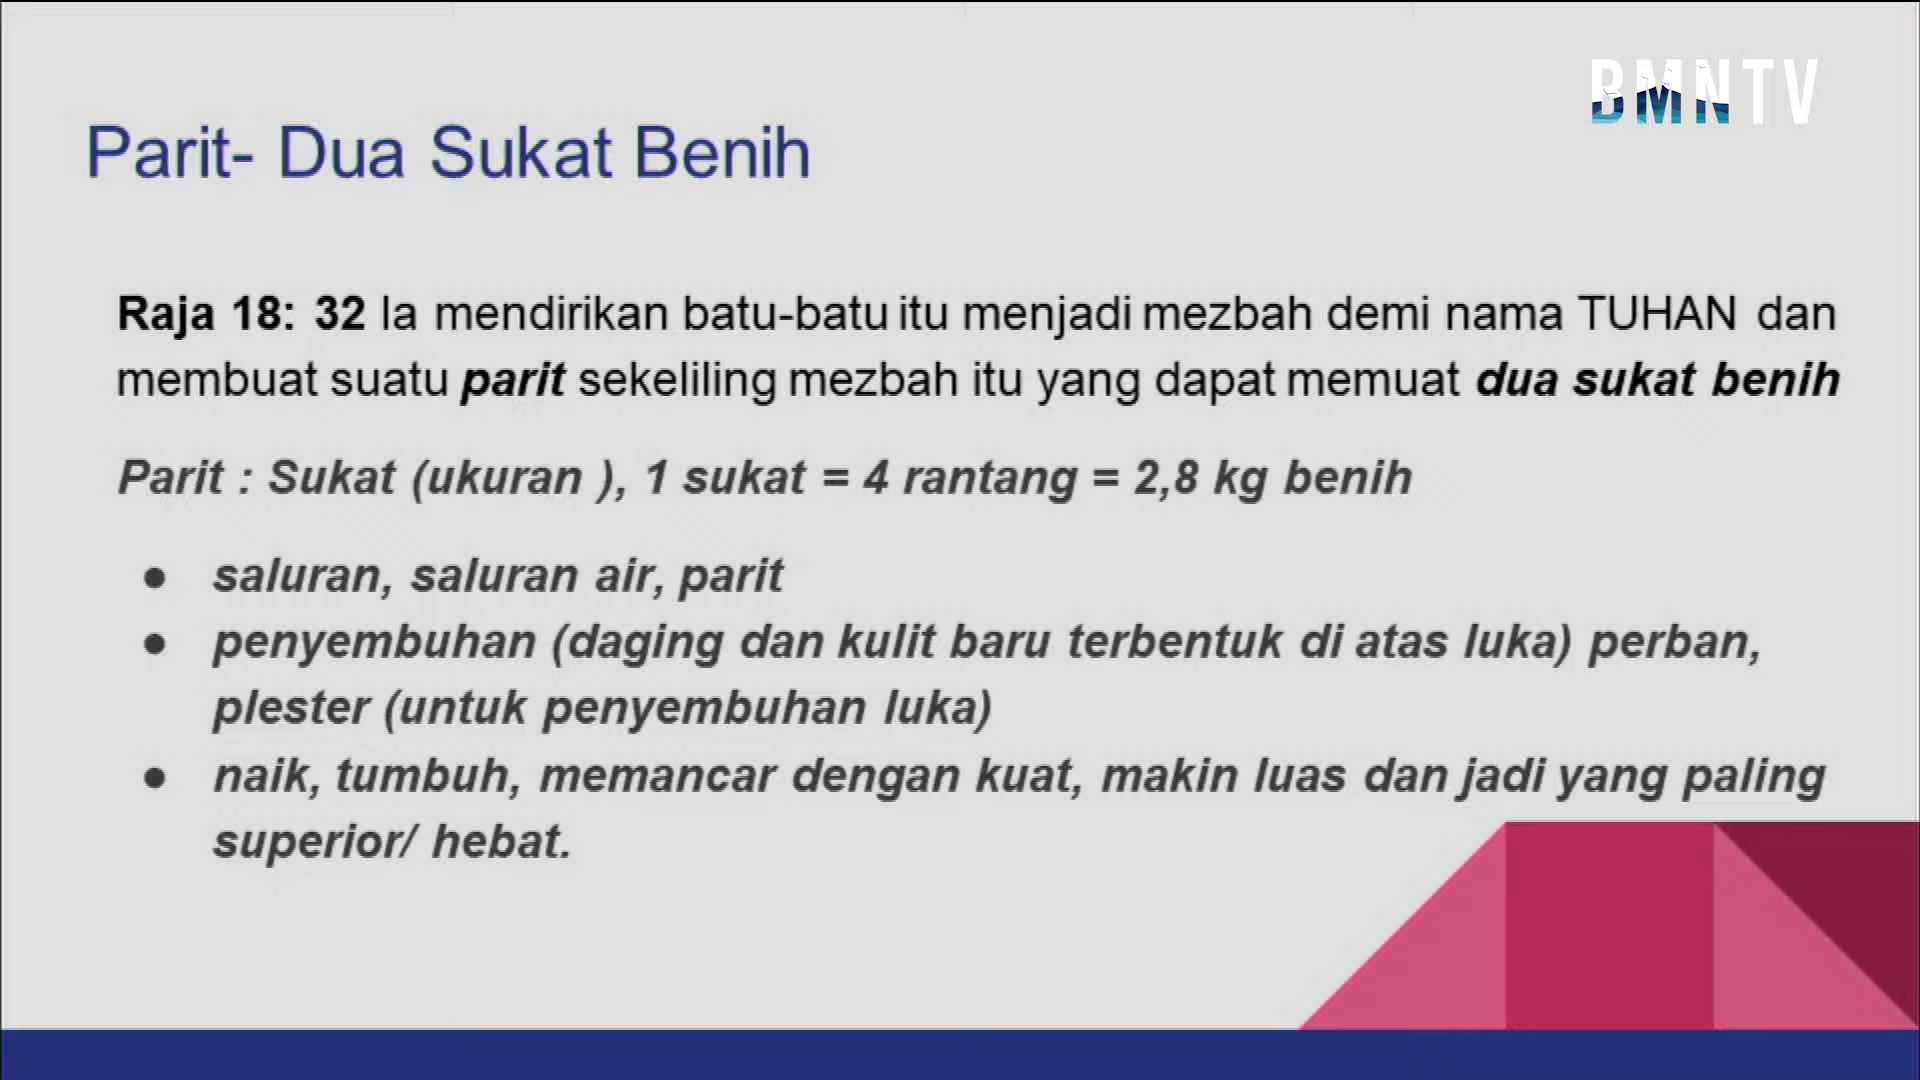 BMNTV
Parit- Dua Sukat Benih
Raja 18: 32 Ia mendirikan batu-batu itu menjadi mezbah demi nama TUHAN dan
membuat suatu parit sekeliling mezbah itu yang dapat memuat dua sukat benih
Parit : Sukat (ukuran ), 1 sukat = 4 rantang = 2,8 kg benih
● saluran, saluran air, parit
● penyembuhan (daging dan kulit baru terbentuk di atas luka) perban,
plester (untuk penyembuhan luka)
● naik, tumbuh, memancar dengan kuat, makin luas dan jadi yang paling
superior/ hebat.